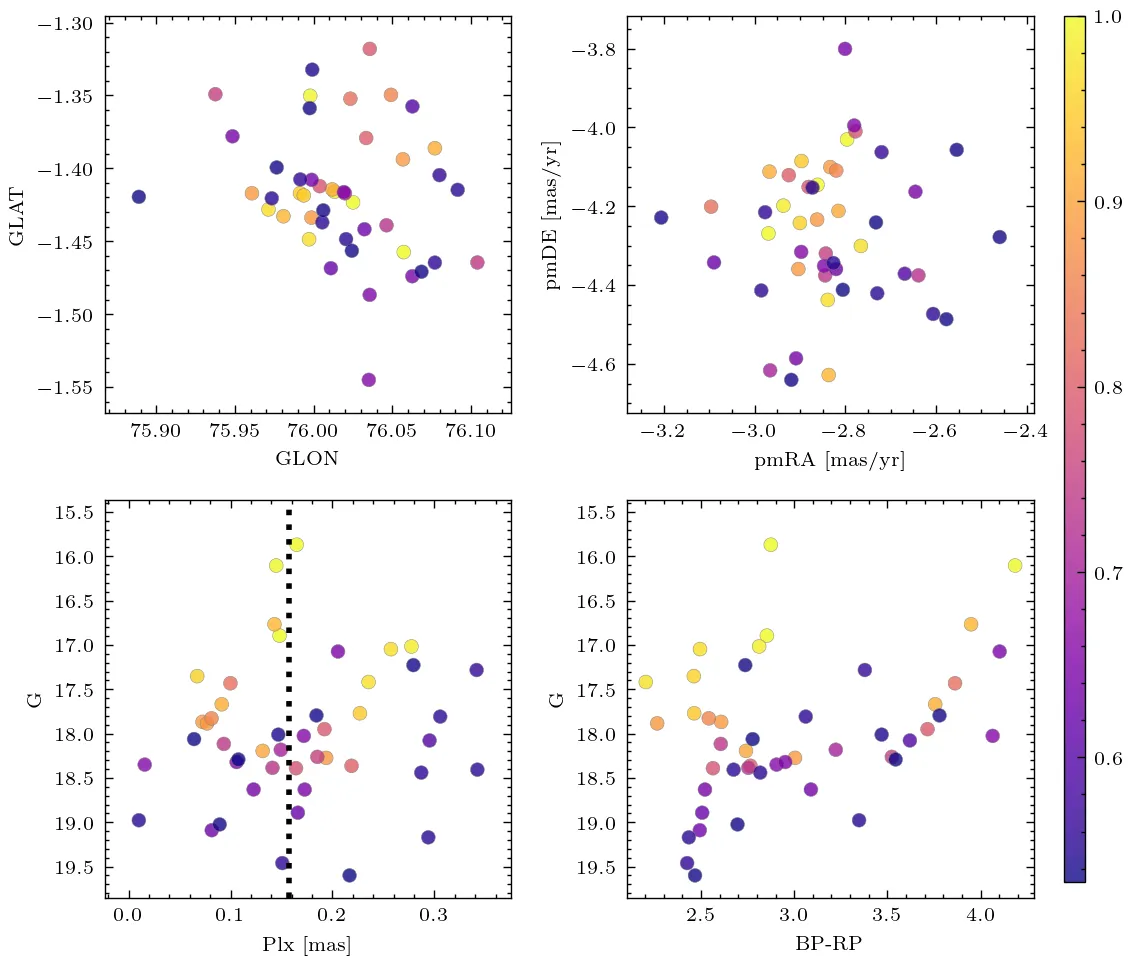 −1.30
−1.35
−1.40
−1.45
−1.50
−1.55
GLAT
75.90 75.95 76.00 76.05 76.10
GLON
−3.8
−4.0
−4.2
−4.4
−4.6
pmDE [mas/yr]
−3.2 −3.0 −2.8 −2.6 −2.4
pmRA [mas/yr]
15.5
16.0
16.5
17.0
17.5
18.0
18.5
19.0
19.5
G
0.0 0.1 0.2 0.3
Plx [mas]
15.5
16.0
16.5
17.0
17.5
18.0
18.5
19.0
19.5
G
2.5 3.0 3.5 4.0
BP-RP
1.0
0.9
0.8
0.7
0.6